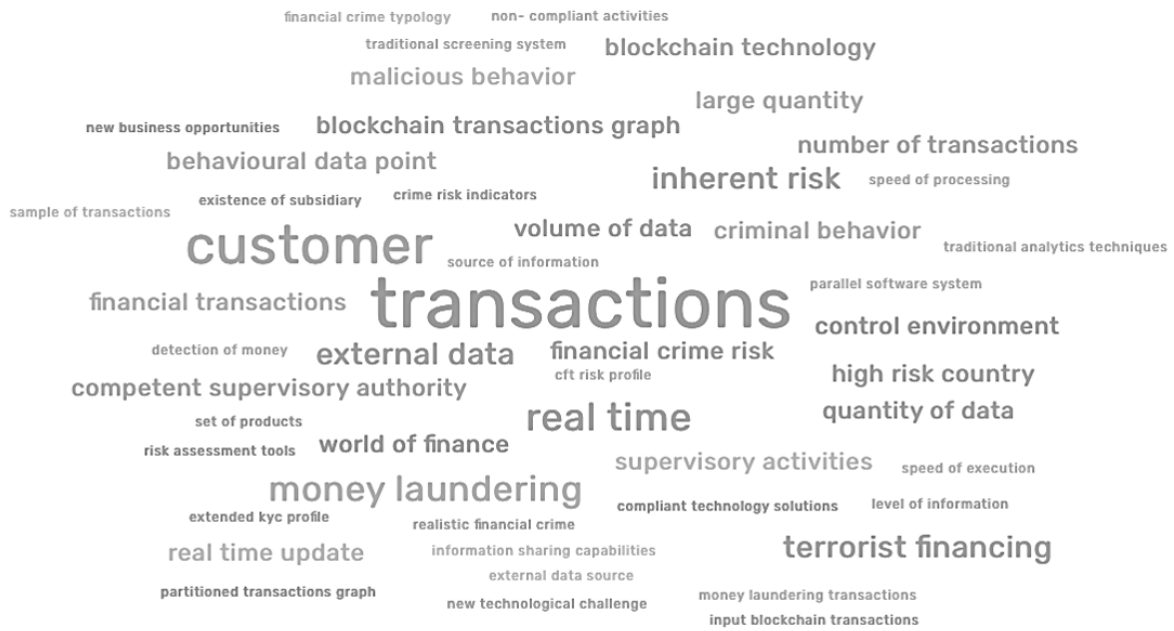 financial crime typology
non- compliant activities
traditional screening system
blockchain technology
malicious behavior
large quantity
new business opportunities
blockchain transactions graph
number of transactions
behavioural data point
inherent risk
speed of processing
existence of subsidiary
crime risk indicators
sample of transactions
customer
volume of data
criminal behavior
traditional analytics techniques
source of information
financial transactions
transactions
parallel software system
control environment
detection of money
external data
financial crime risk
cft risk profile
high risk country
competent supervisory authority
real time
quantity of data
set of products
world of finance
risk assessment tools
supervisory activities
speed of execution
money laundering
compliant technology solutions
level of information
extended kyc profile
realistic financial crime
real time update
information sharing capabilities
terrorist financing
external data source
partitioned transactions graph
new technological challenge
money laundering transactions
input blockchain transactions